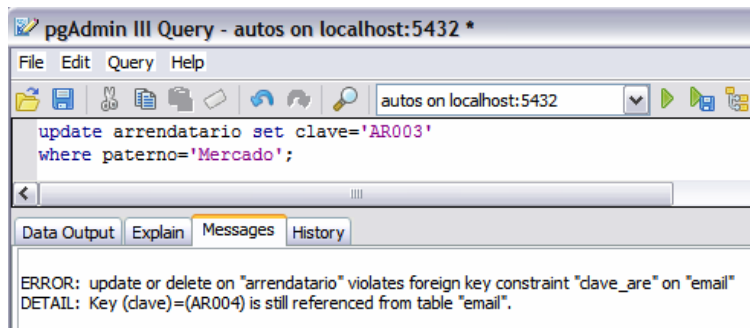 pgAdmin III Query - autos on localhost:5432 *
File Edit Query Help
autos on localhost:5432
update arrendatario set clave='AR003'
where paterno='Mercado';
Data Output Explain Messages History
ERROR: update or delete on "arrendatario" violates foreign key constraint "clave_are" on "email"
DETAIL: Key (clave)=(AR004) is still referenced from table "email".